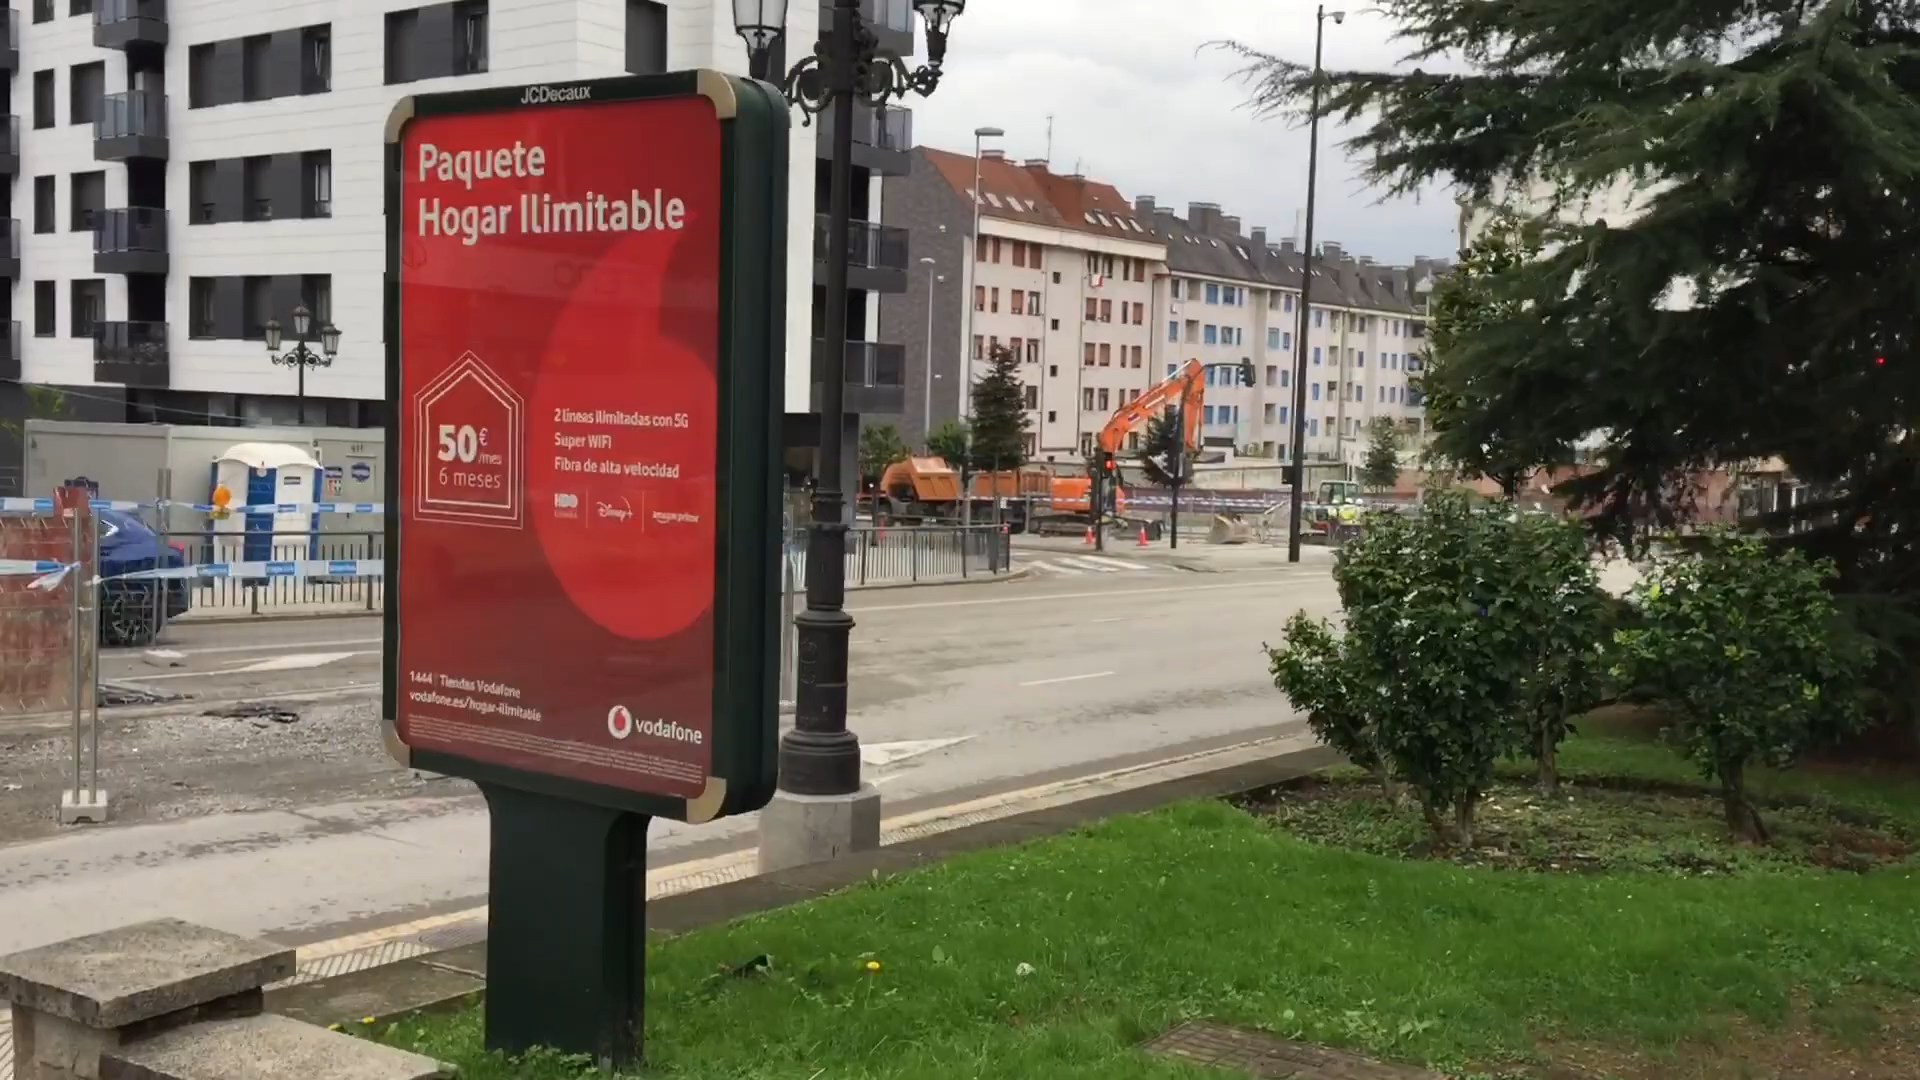 JCDecaux
Paquete
Hogar Ilimitable
50€
/mes
6 meses
2 líneas ilimitadas con 5G
Super WIFI
Fibra de alta velocidad
HBO
Disney+
amazon prime
1444 | Tiendas Vodafone
vodafone.es/hogar-ilimitable
vodafone